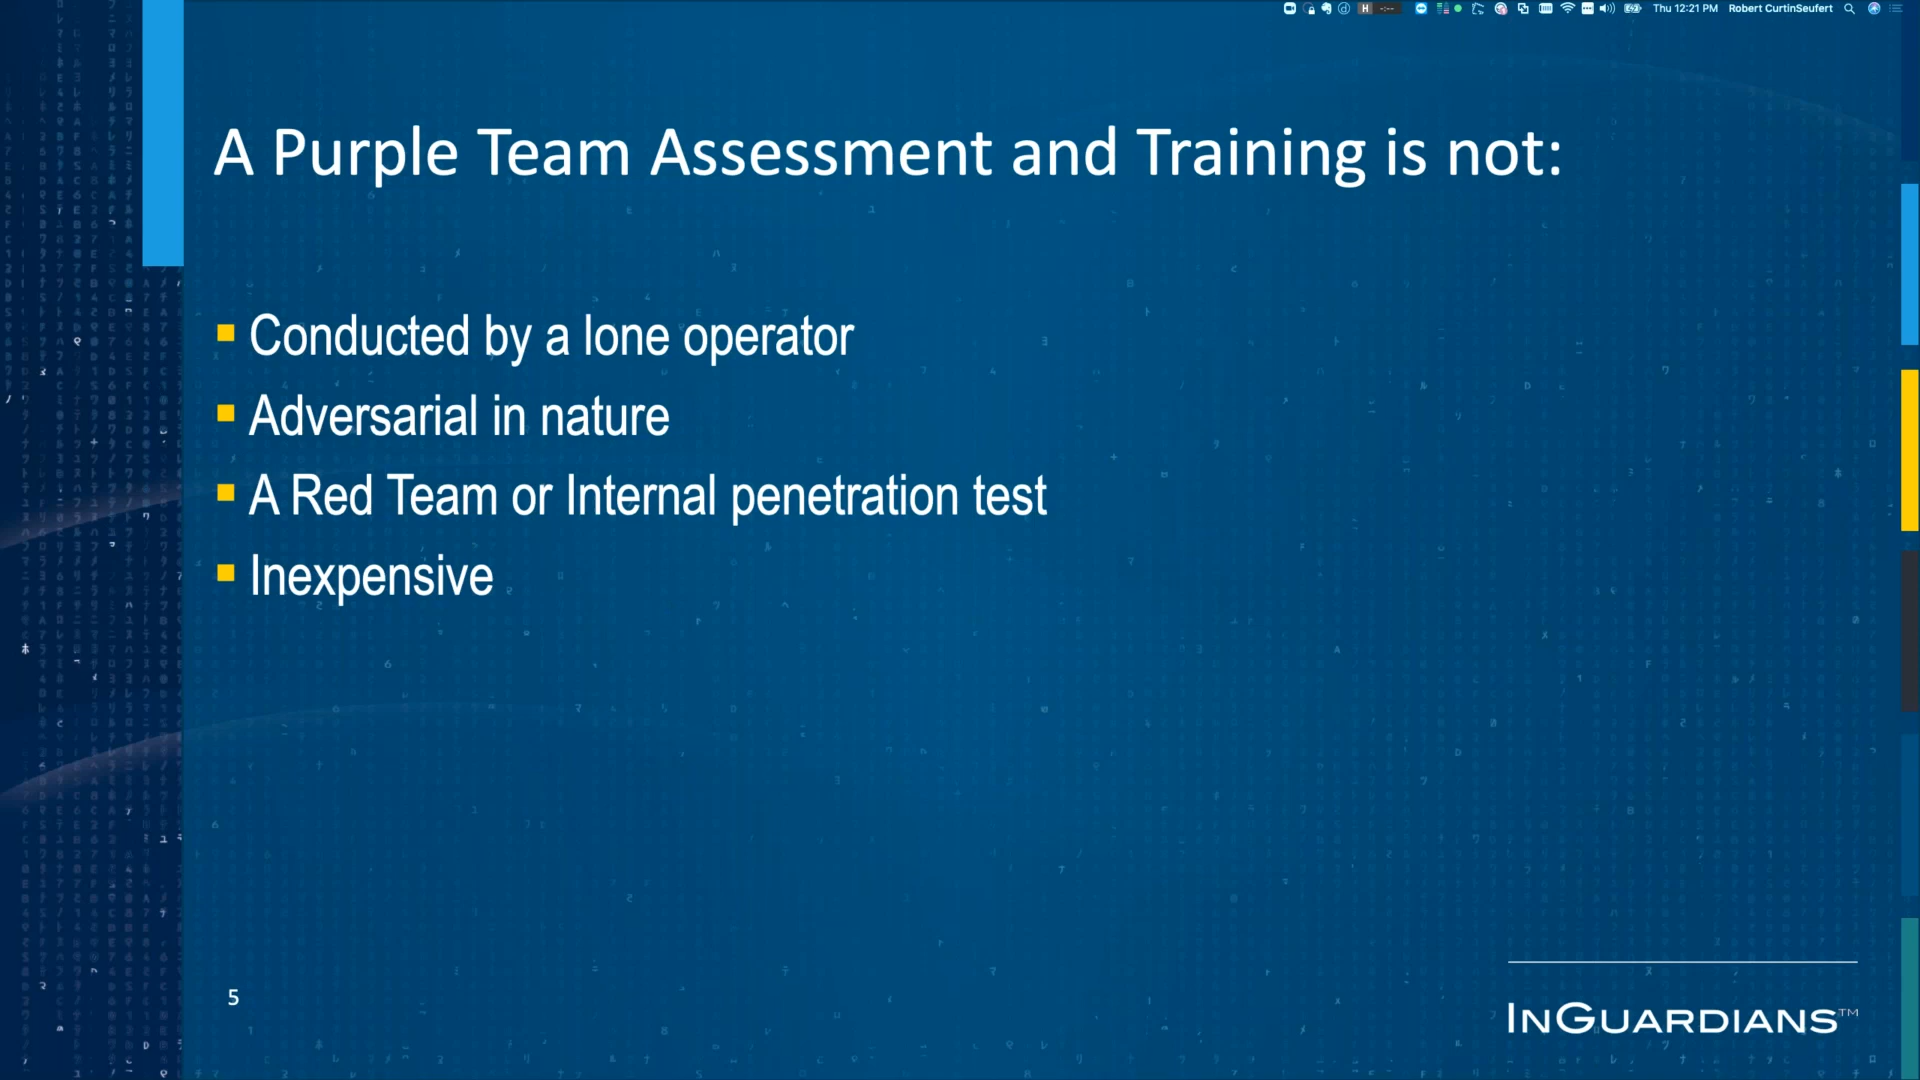 Thu 12:21 PM Robert CurtinSeufert
A Purple Team Assessment and Training is not:
Conducted by a lone operator
Adversarial in nature
A Red Team or Internal penetration test
Inexpensive
5
INGUARDIANS™